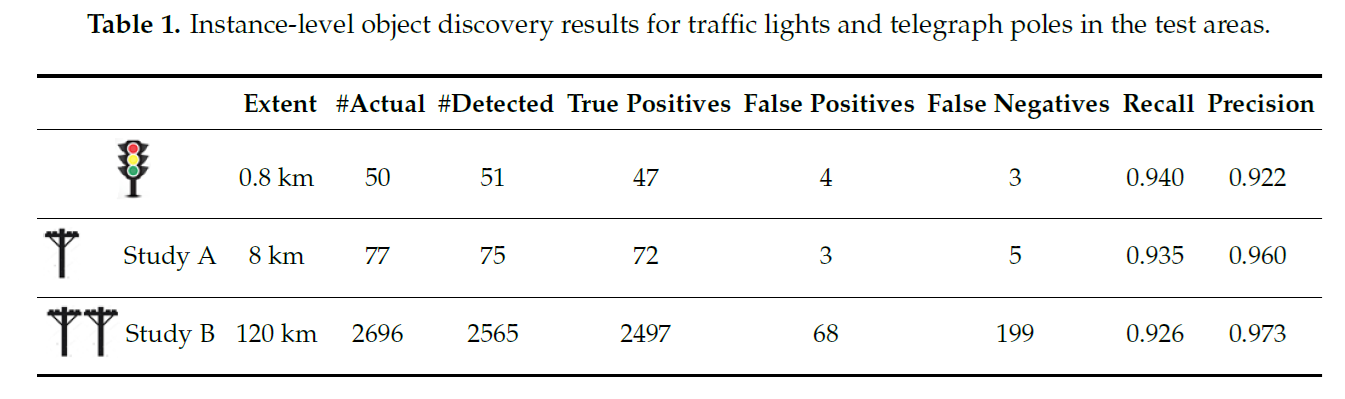 Table 1. Instance-level object discovery results for traffic lights and telegraph poles in the test areas.
Extent #Actual #Detected True Positives False Positives False Negatives Recall Precision
0.8 km 50 51 47 4 3 0.940 0.922
Study A 8 km 77 75 72 3 5 0.935 0.960
Study B 120 km 2696 2565 2497 68 199 0.926 0.973